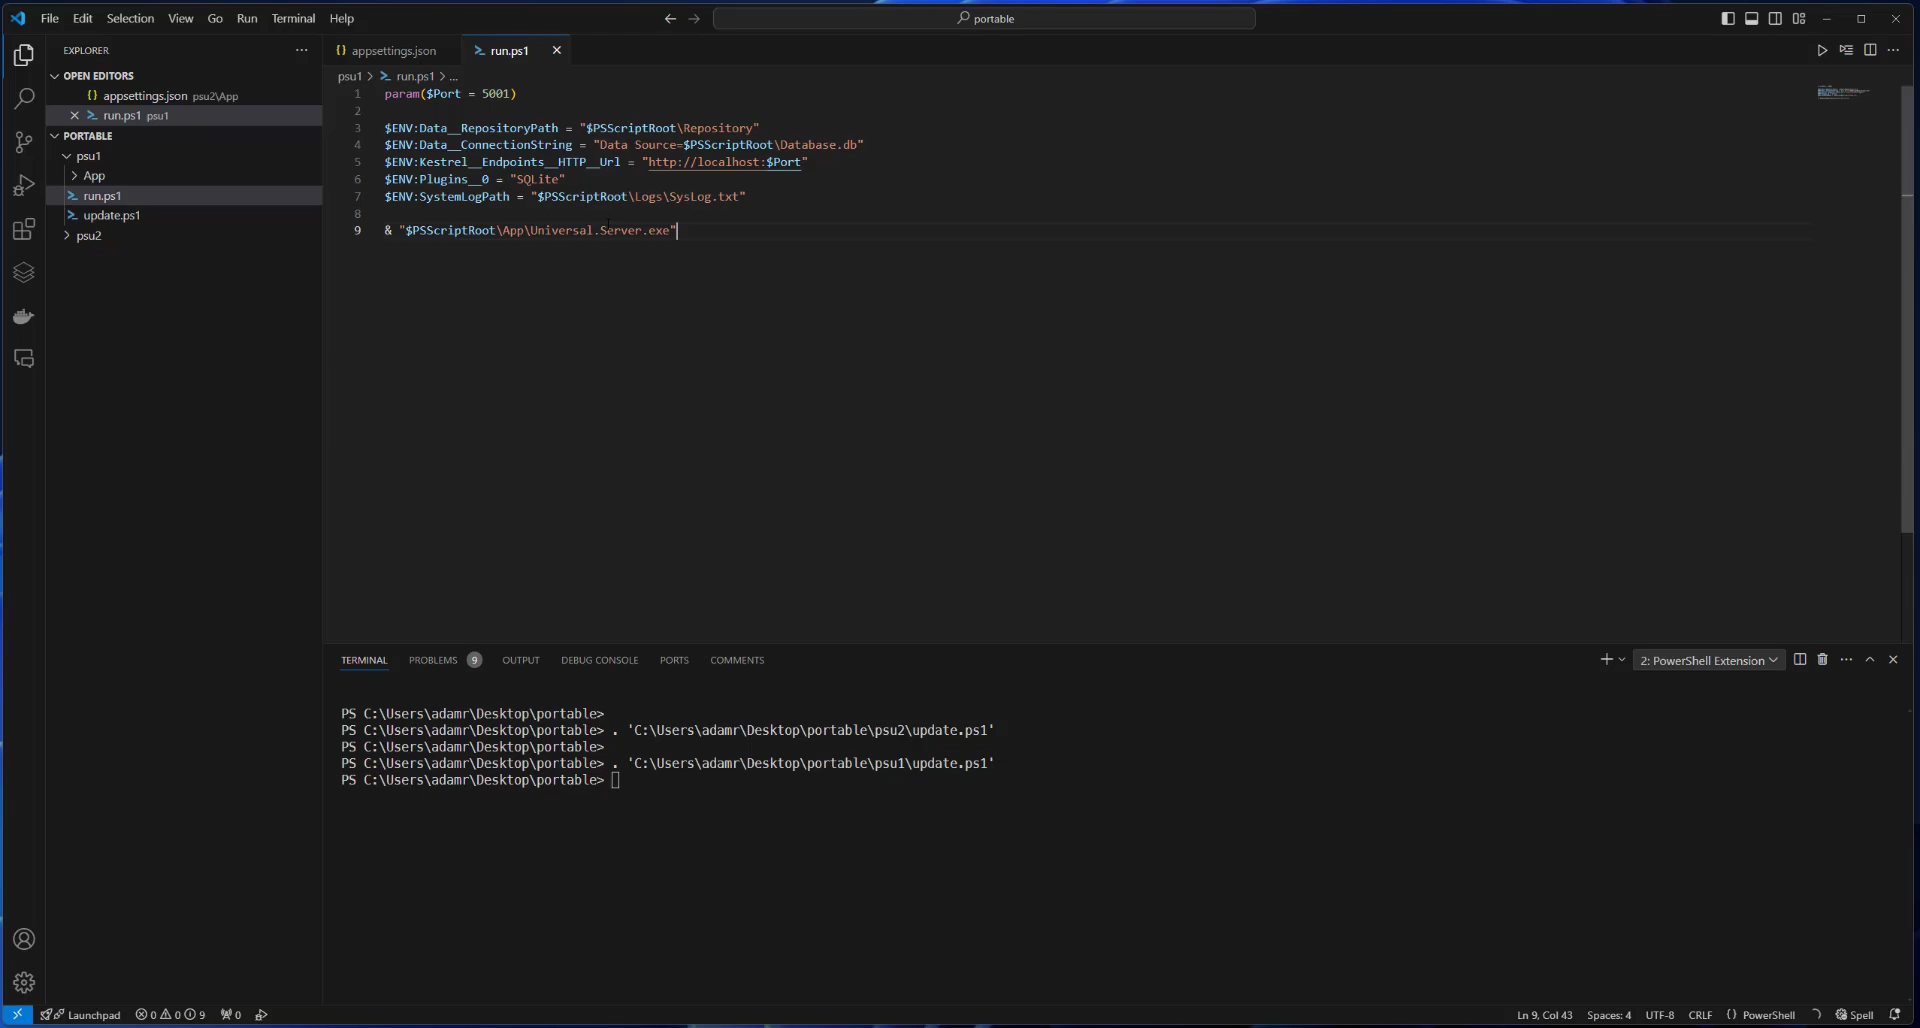 File Edit Selection View Go Run Terminal Help
portable
EXPLORER
OPEN EDITORS
{} appsettings.json psu2\App
run.ps1 psu1
PORTABLE
psu1
App
run.ps1
update.ps1
psu2
{} appsettings.json
run.ps1
psu1 > run.ps1 > ...
1 param($Port = 5001)
2
3 $ENV:Data__RepositoryPath = "$PSScriptRoot\Repository"
4 $ENV:Data__ConnectionString = "Data Source=$PSScriptRoot\Database.db"
5 $ENV:Kestrel__Endpoints__HTTP__Url = "http://localhost:$Port"
6 $ENV:Plugins__0 = "SQLite"
7 $ENV:SystemLogPath = "$PSScriptRoot\Logs\SysLog.txt"
8
9 & "$PSScriptRoot\App\Universal.Server.exe"
TERMINAL PROBLEMS 9 OUTPUT DEBUG CONSOLE PORTS COMMENTS
2: PowerShell Extension
PS C:\Users\adamr\Desktop\portable>
PS C:\Users\adamr\Desktop\portable> . 'C:\Users\adamr\Desktop\portable\psu2\update.ps1'
PS C:\Users\adamr\Desktop\portable>
PS C:\Users\adamr\Desktop\portable> . 'C:\Users\adamr\Desktop\portable\psu1\update.ps1'
PS C:\Users\adamr\Desktop\portable>
Launchpad 0 0 9 0
Ln 9, Col 43 Spaces: 4 UTF-8 CRLF {} PowerShell Spell